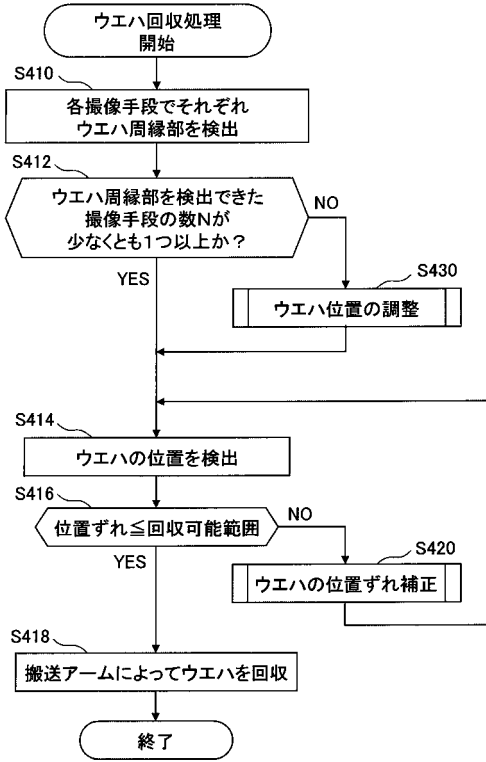 ウエハ回収処理
開始
S410
各撮像手段でそれぞれ
ウエハ周縁部を検出
S412
ウエハ周縁部を検出できた
撮像手段の数Nが
少なくとも1つ以上か?
NO
YES
S430
ウエハ位置の調整
S414
ウエハの位置を検出
S416
位置ずれ≦回収可能範囲
NO
YES
S420
ウエハの位置ずれ補正
S418
搬送アームによってウエハを回収
終了